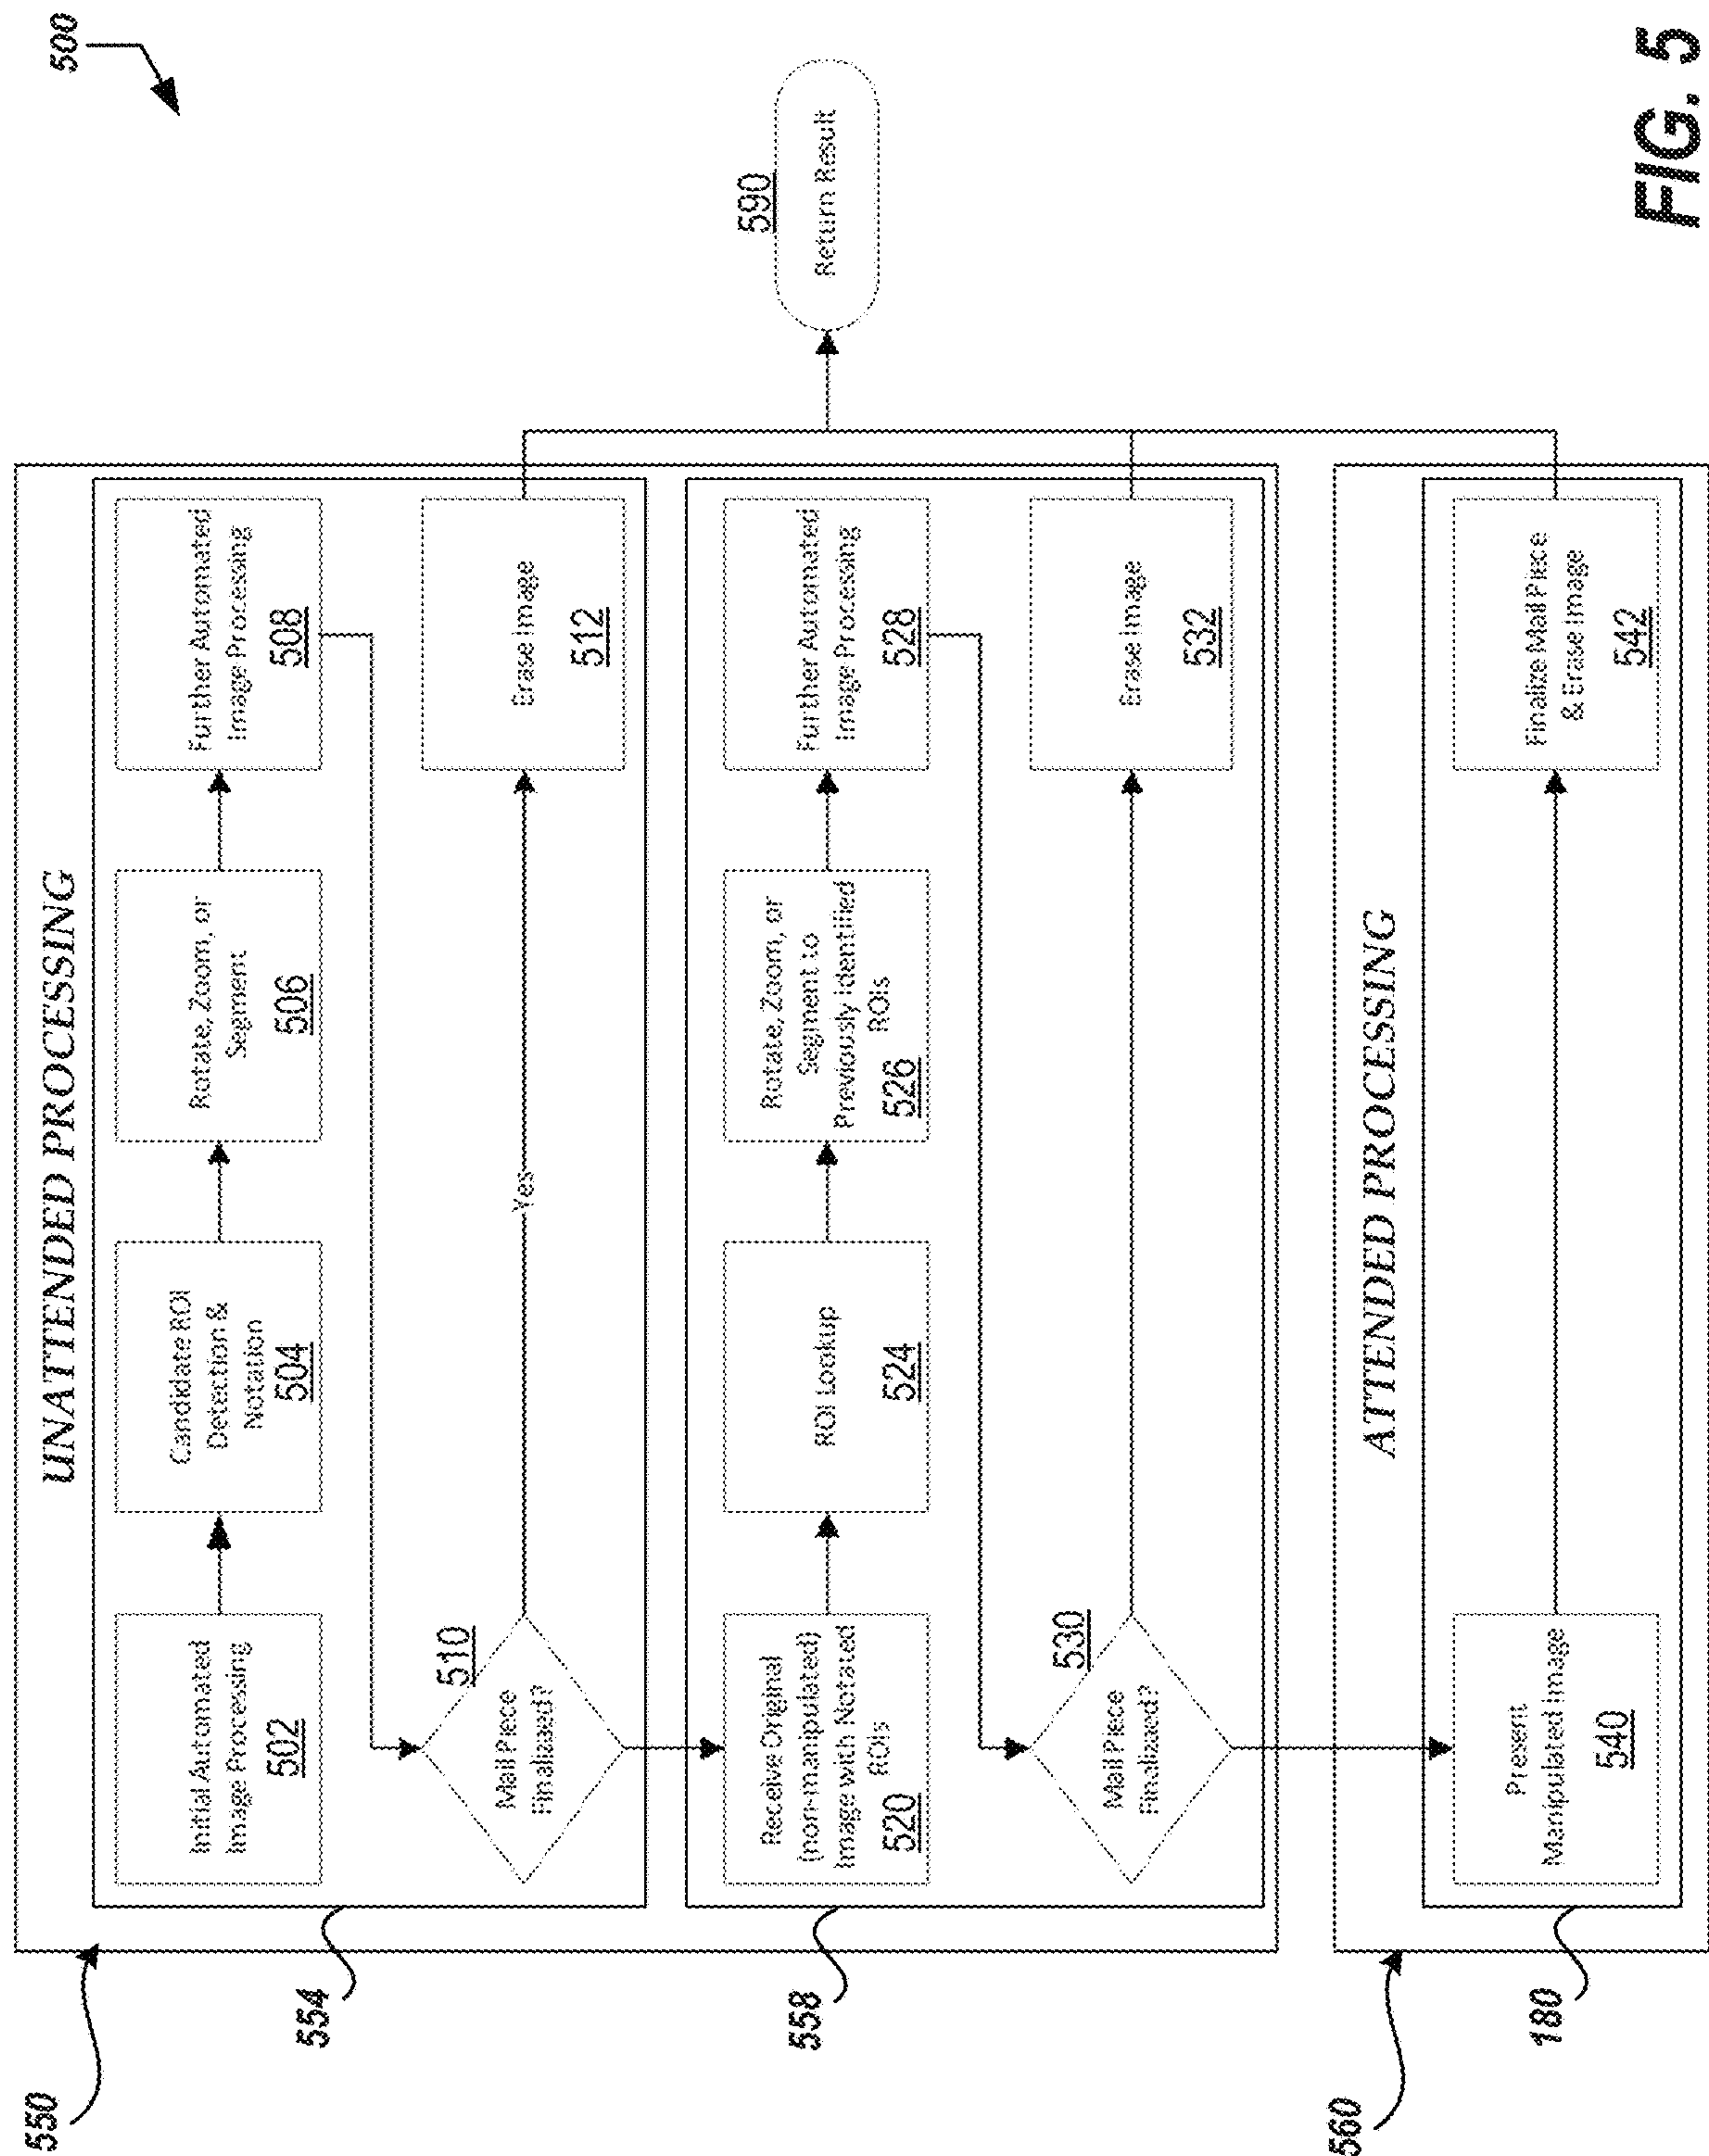 500
550
UNATTENDED PROCESSING
554
Initial Automated
Image Processing
502
Candidate ROI
Detection &
Notation
504
Rotate, Zoom, or
Segment
506
Further Automated
Image Processing
508
510
Mail Piece
Finalized?
Yes
Erase Image
512
558
Receive Original
(non-manipulated)
Image with Notated
ROIs
520
ROI Lookup
524
Rotate, Zoom, or
Segment to
Previously Identified
ROIs
526
Further Automated
Image Processing
528
530
Mail Piece
Finalized?
Erase Image
532
590
Return Result
560
ATTENDED PROCESSING
180
Present
Manipulated Image
540
Finalize Mail Piece
& Erase Image
542
FIG. 5